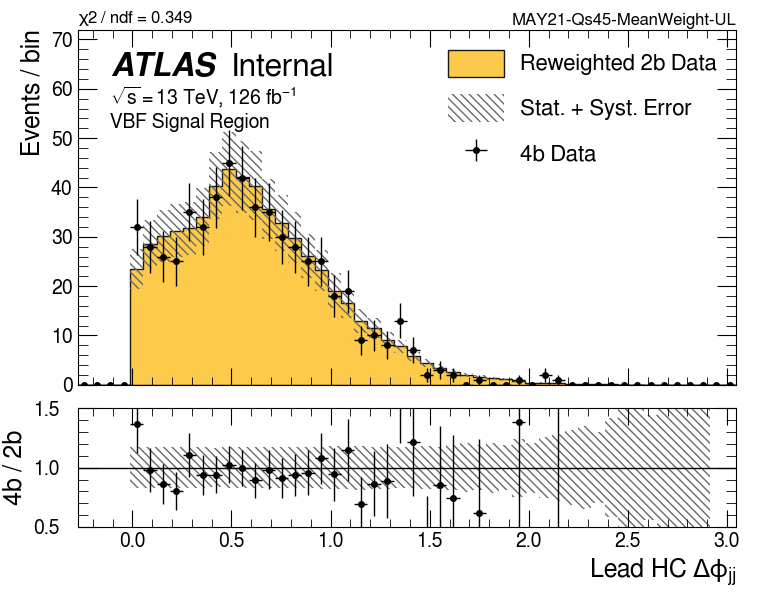 χ2 / ndf = 0.349
MAY21-Qs45-MeanWeight-UL
Events / bin
70
60
50
40
30
20
10
0
ATLAS Internal
√s = 13 TeV, 126 fb⁻¹
VBF Signal Region
Reweighted 2b Data
Stat. + Syst. Error
4b Data
4b / 2b
1.5
1.0
0.5
0.0 0.5 1.0 1.5 2.0 2.5 3.0
Lead HC Δϕjj